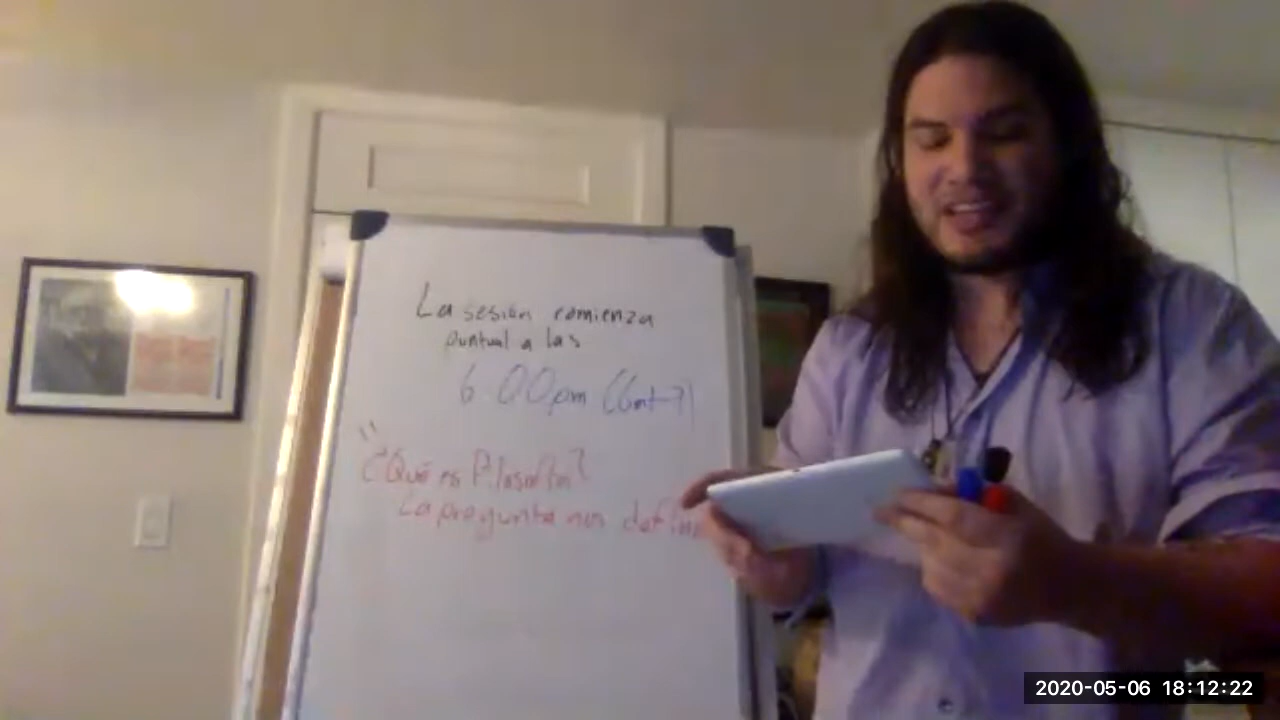 La sesión comienza
puntual a las
6:00pm (Gmt-7)
"¿Qué es Filosofía?
La pregunta nos define
2020-05-06 18:12:22